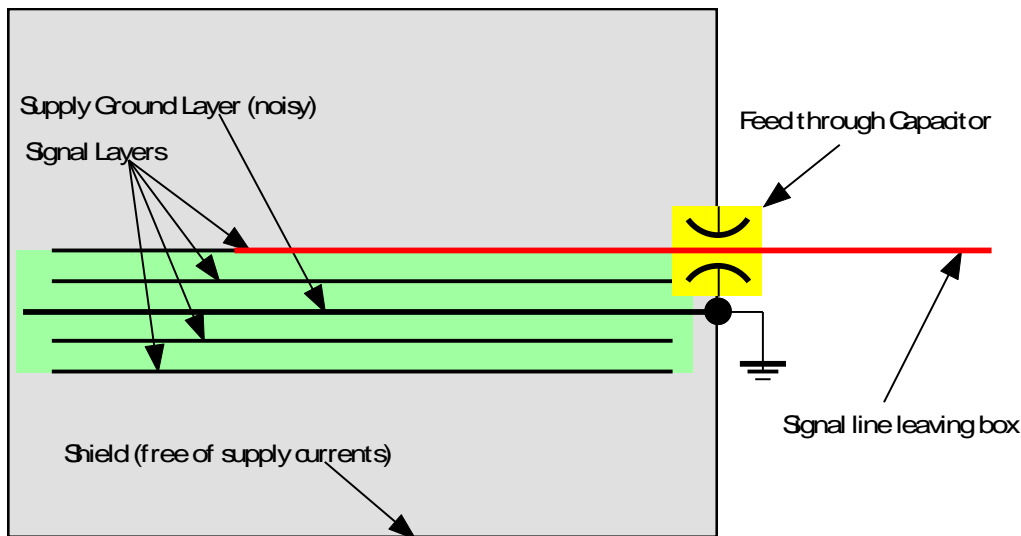 Supply Ground Layer (noisy)
Feed through Capacitor
Signal Layers
Signal line leaving box
Shield (free of supply currents)